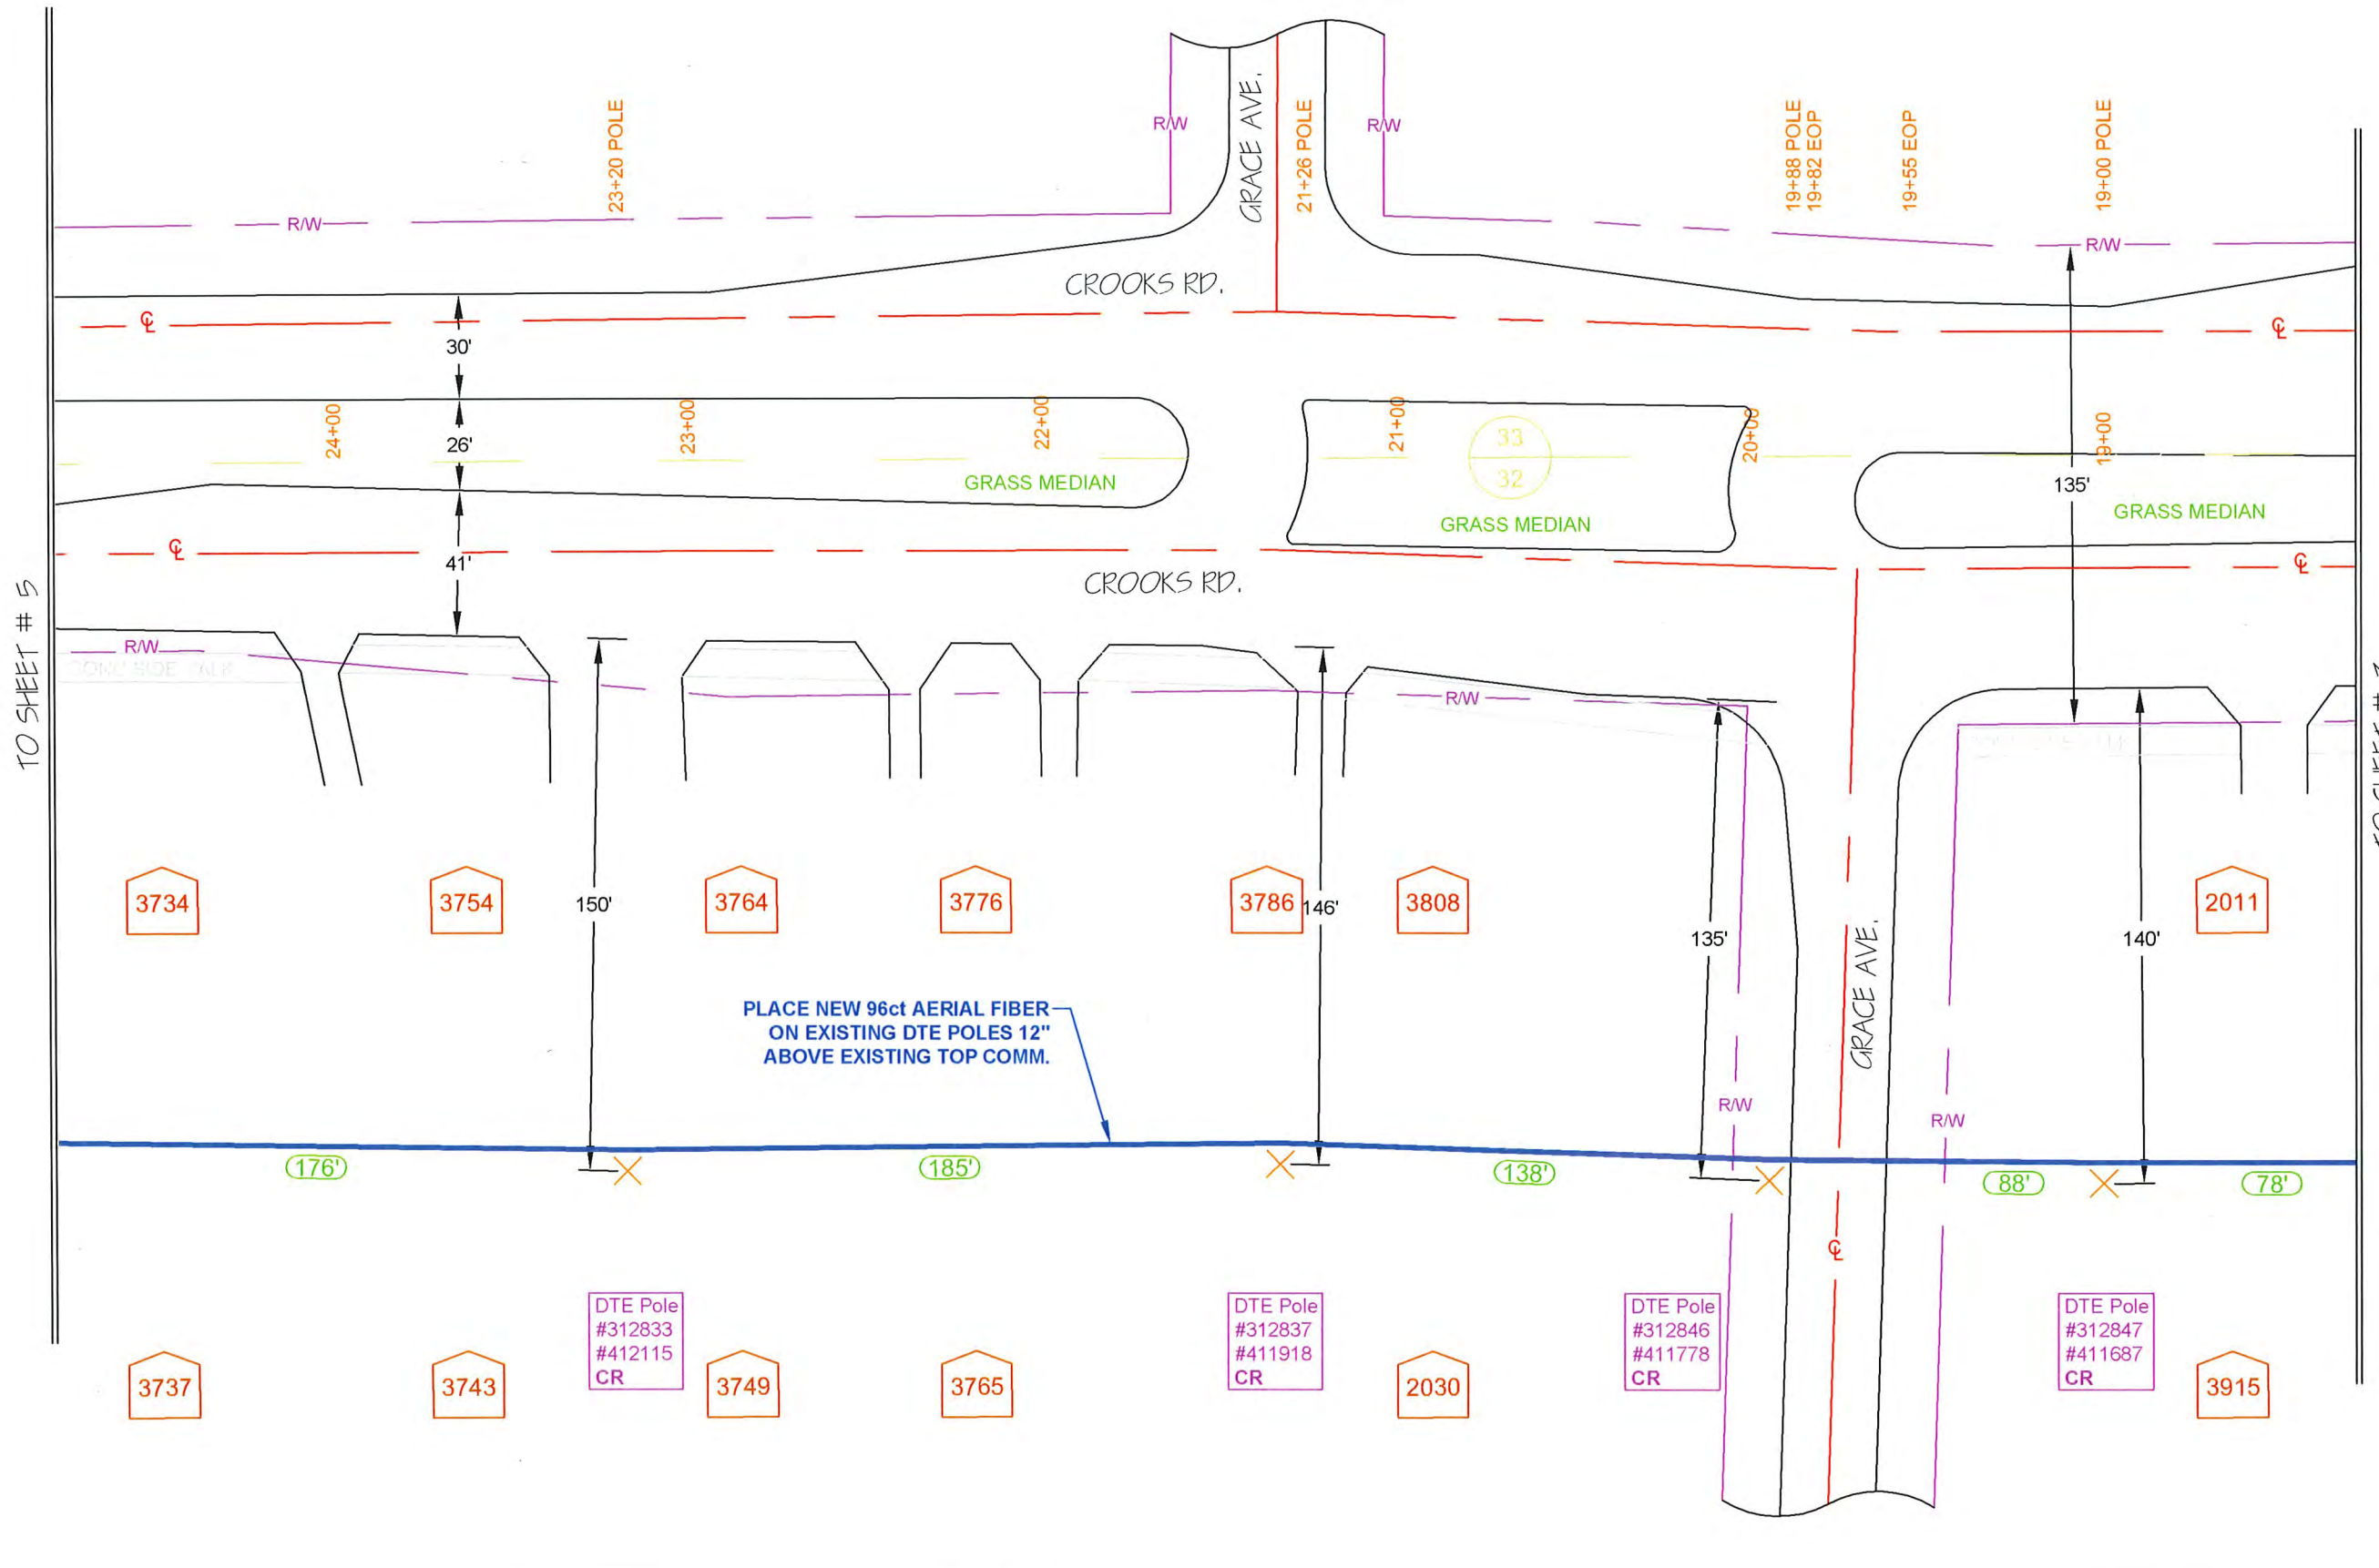 23+20 POLE
R/W
GRACE AVE.
21+26 POLE
R/W
19+88 POLE
19+82 EOP
19+55 EOP
19+00 POLE
R/W
R/W
CROOKS RD.
℄
℄
30'
24+00
26'
23+00
22+00
GRASS MEDIAN
21+00
33
32
GRASS MEDIAN
20+00
19+00
135'
GRASS MEDIAN
℄
41'
CROOKS RD.
℄
TO SHEET # 5
R/W
R/W
3734
3754
150'
3764
3776
3786
146'
3808
135'
GRACE AVE.
140'
2011
PLACE NEW 96ct AERIAL FIBER
ON EXISTING DTE POLES 12"
ABOVE EXISTING TOP COMM.
R/W
R/W
(176')
(185')
(138')
(88')
(78')
℄
DTE Pole
#312833
#412115
CR
DTE Pole
#312837
#411918
CR
DTE Pole
#312846
#411778
CR
DTE Pole
#312847
#411687
CR
3737
3743
3749
3765
2030
3915